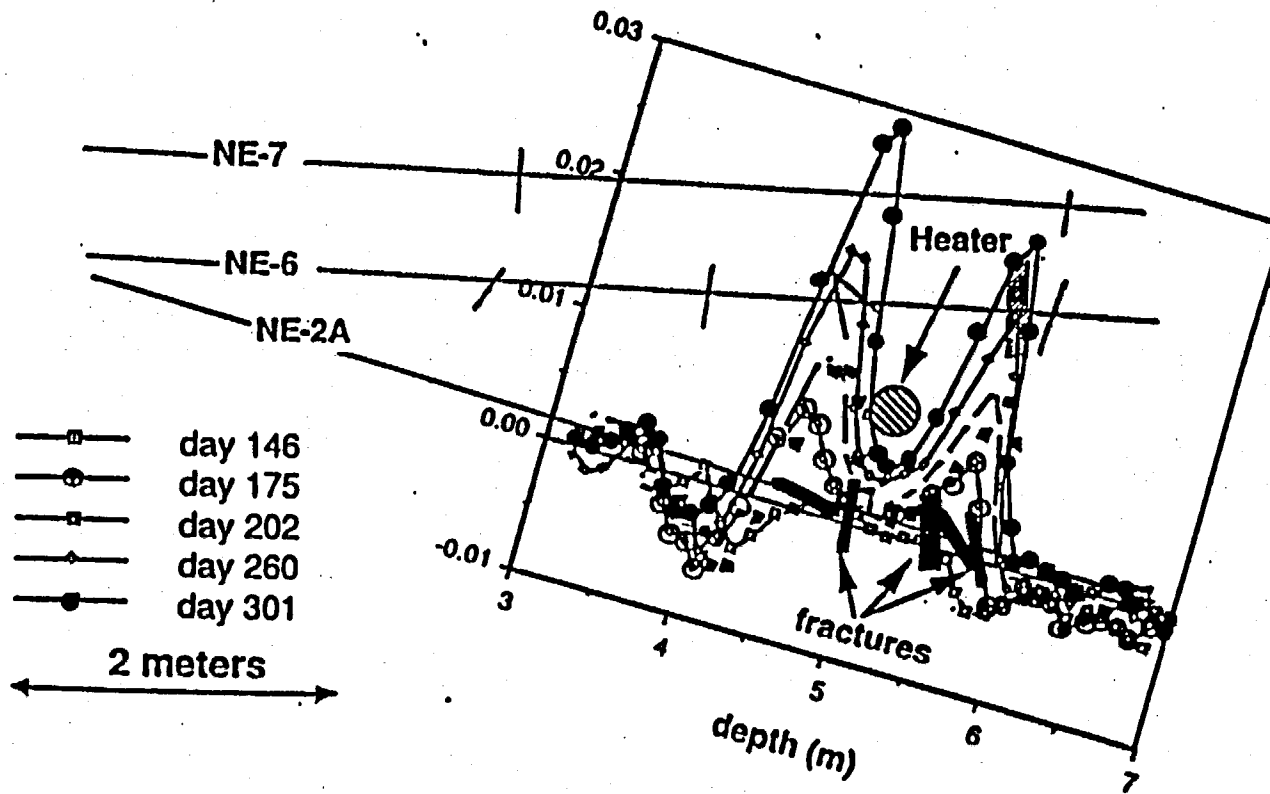 0.03
NE-7
0.02
Heater
NE-6
0.01
NE-2A
0.00
day 146
day 175
day 202
day 260
day 301
-0.01
3
fractures
2 meters
4
5
depth (m)
6
7